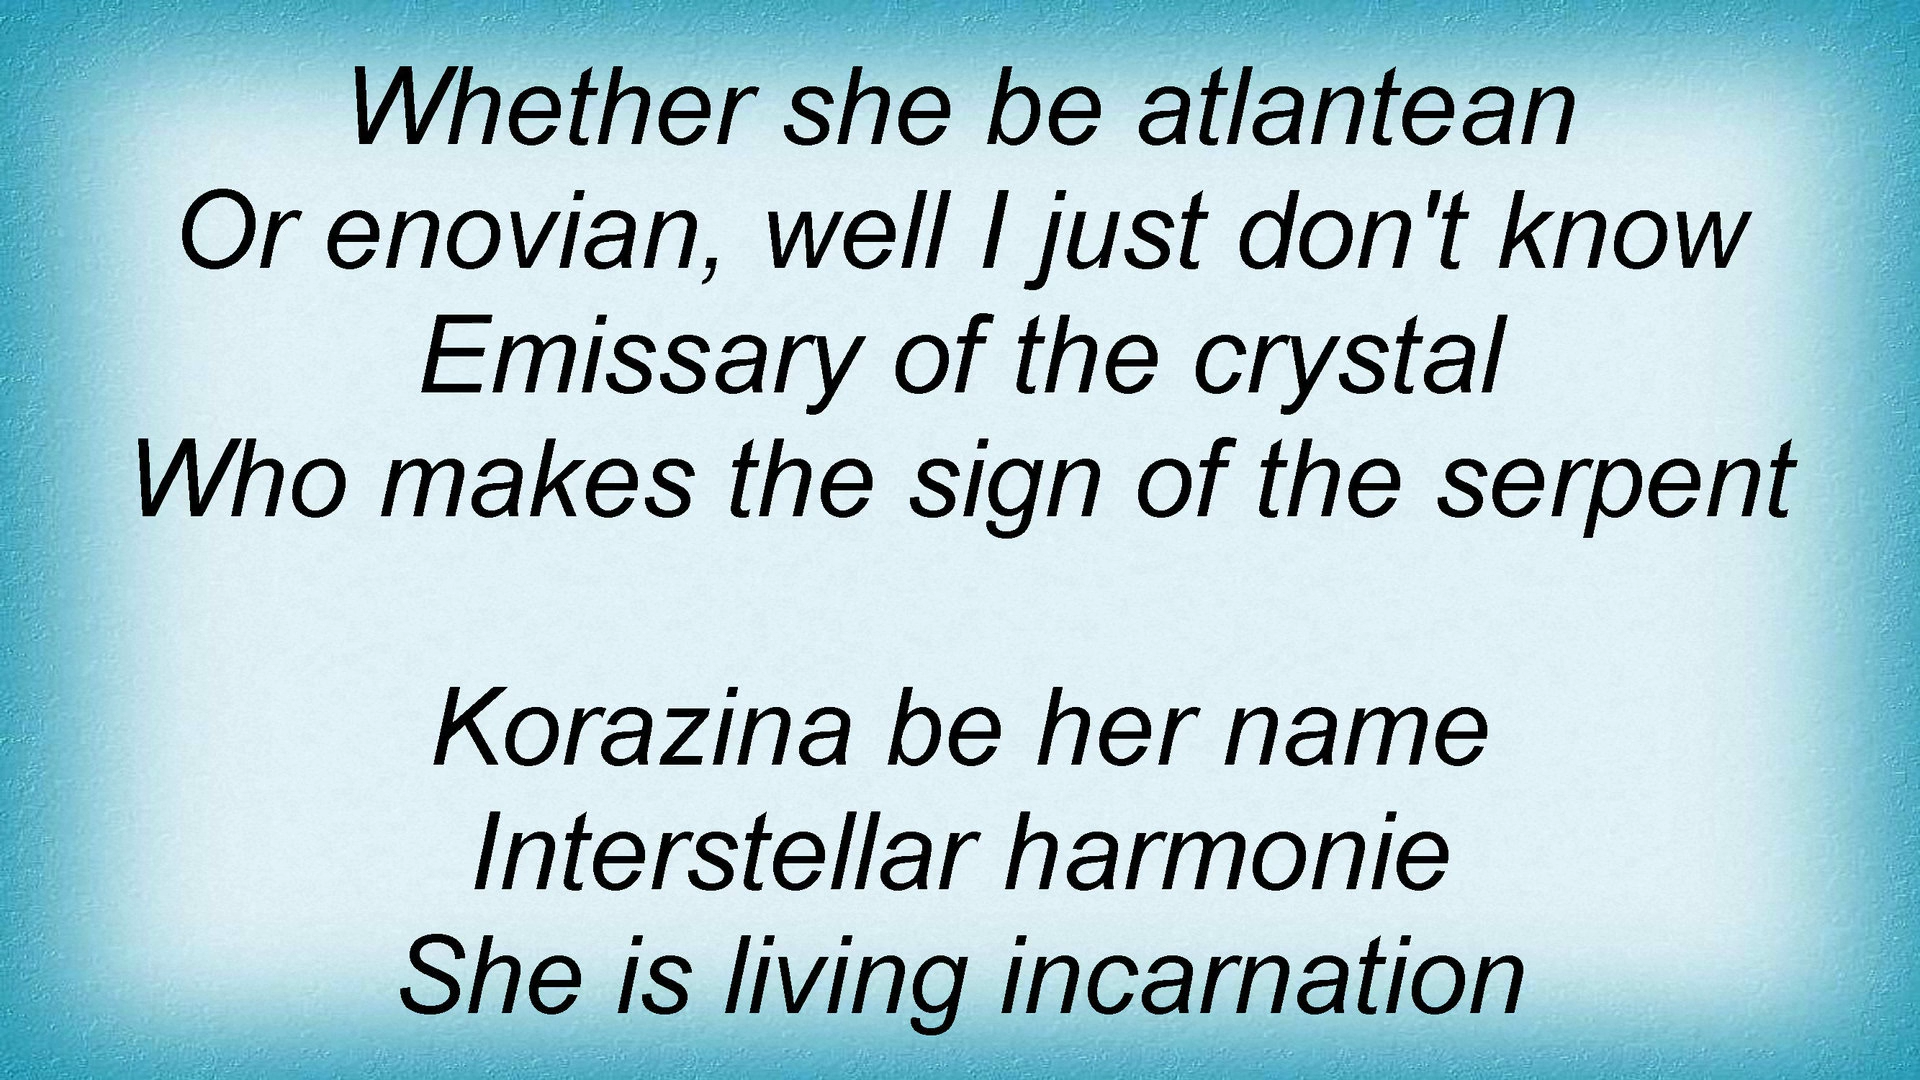 Whether she be atlantean
Or enovian, well I just don't know
Emissary of the crystal
Who makes the sign of the serpent
Korazina be her name
Interstellar harmonie
She is living incarnation